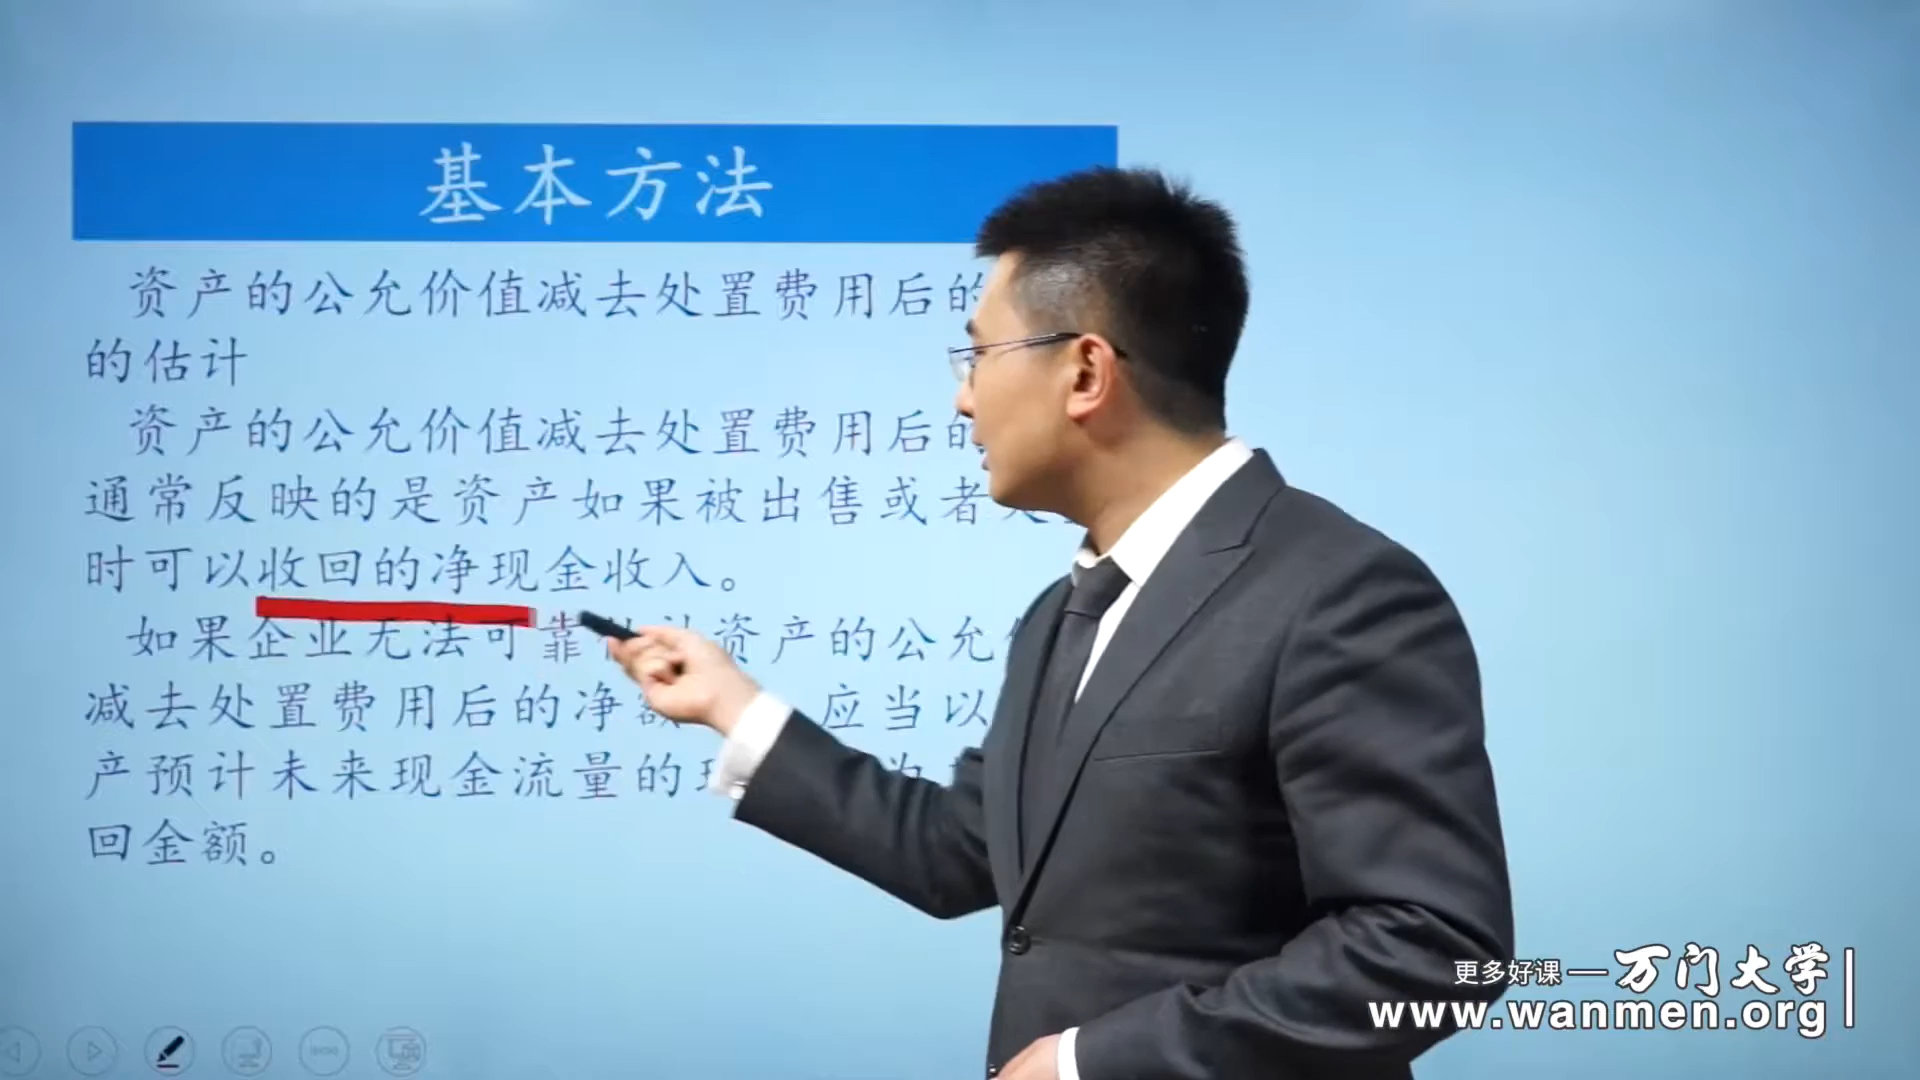 基本方法
资产的公允价值减去处置费用后的
的估计
资产的公允价值减去处置费用后的
通常反映的是资产如果被出售或者
时可以收回的净现金收入。
如果企业无法可靠 资产的公允
减去处置费用后的净 应当以
产预计未来现金流量的
回金额。
更多好课—万门大学
www.wanmen.org